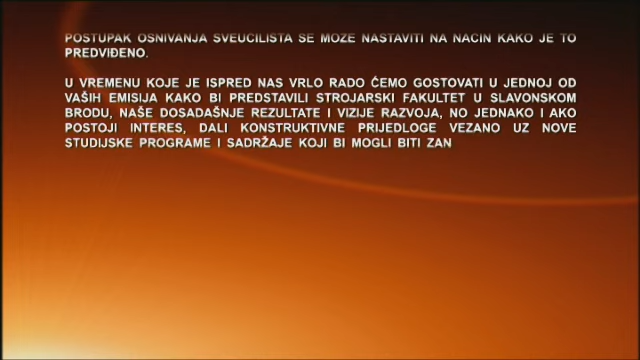 POSTUPAK OSNIVANJA SVEUCILISTA SE MOZE NASTAVITI NA NACIN KAKO JE TO
PREDVIĐENO.
U VREMENU KOJE JE ISPRED NAS VRLO RADO ĆEMO GOSTOVATI U JEDNOJ OD
VAŠIH EMISIJA KAKO BI PREDSTAVILI STROJARSKI FAKULTET U SLAVONSKOM
BRODU, NAŠE DOSADAŠNJE REZULTATE I VIZIJE RAZVOJA, NO JEDNAKO I AKO
POSTOJI INTERES, DALI KONSTRUKTIVNE PRIJEDLOGE VEZANO UZ NOVE
STUDIJSKE PROGRAME I SADRŽAJE KOJI BI MOGLI BITI ZAN